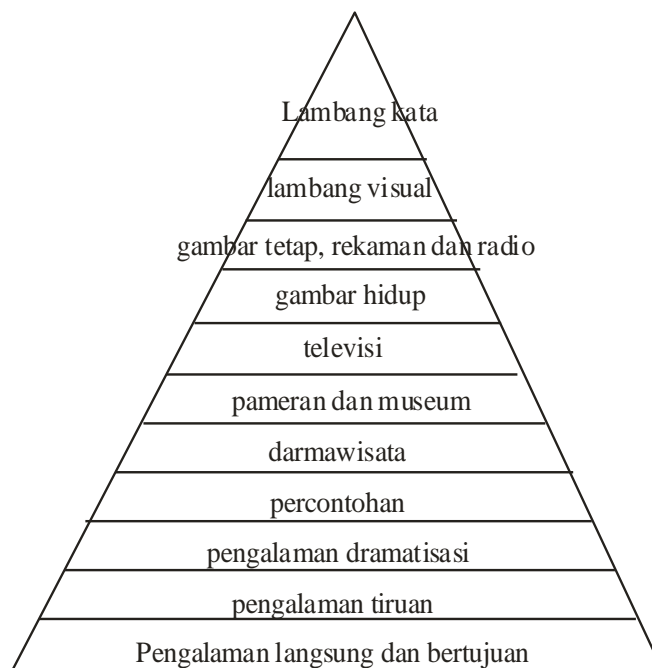 Lambang kata
lambang visual
gambar tetap, rekaman dan radio
gambar hidup
televisi
pameran dan museum
darmawisata
percontohan
pengalaman dramatisasi
pengalaman tiruan
Pengalaman langsung dan bertujuan